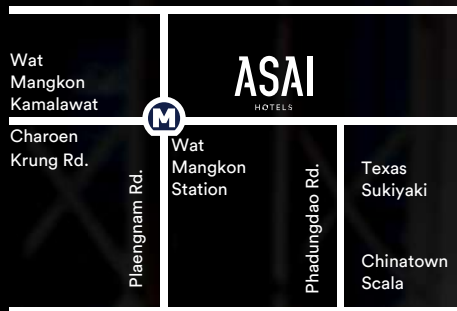 Wat
Mangkon
Kamalawat
ASAI
HOTELS
M
Charoen
Krung Rd.
Wat
Mangkon
Station
Plaengnam Rd.
Phadungdao Rd.
Texas
Sukiyaki
Chinatown
Scala